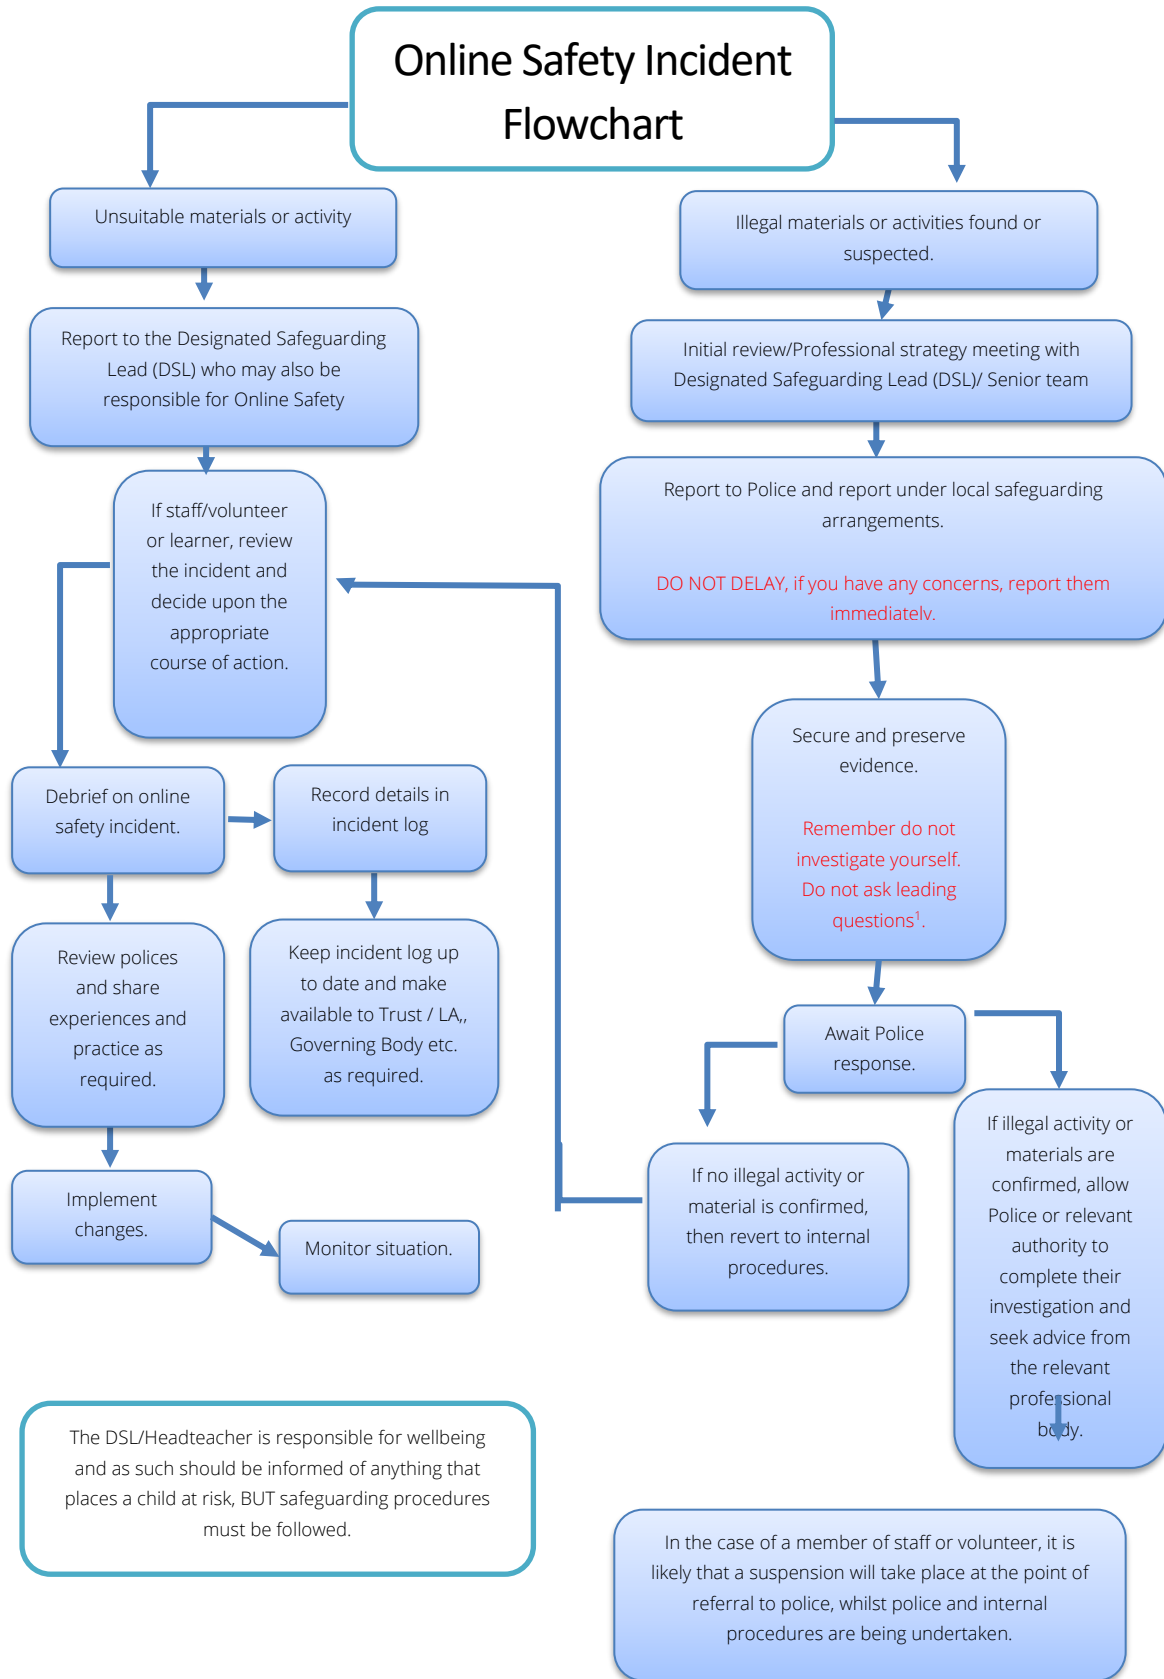 Online Safety Incident
Flowchart
Unsuitable materials or activity
Report to the Designated Safeguarding
Lead (DSL) who may also be
responsible for Online Safety
If staff/volunteer
or learner, review
the incident and
decide upon the
appropriate
course of action.
Debrief on online
safety incident.
Record details in
incident log
Review polices
and share
experiences and
practice as
required.
Keep incident log up
to date and make
available to Trust / LA,,
Governing Body etc.
as required.
Implement
changes.
Monitor situation.
Illegal materials or activities found or
suspected.
Initial review/Professional strategy meeting with
Designated Safeguarding Lead (DSL)/ Senior team
Report to Police and report under local safeguarding
arrangements.
DO NOT DELAY, if you have any concerns, report them
immediately.
Secure and preserve
evidence.
Remember do not
investigate yourself.
Do not ask leading
questions¹.
Await Police
response.
If no illegal activity or
material is confirmed,
then revert to internal
procedures.
If illegal activity or
materials are
confirmed, allow
Police or relevant
authority to
complete their
investigation and
seek advice from
the relevant
professional
body.
The DSL/Headteacher is responsible for wellbeing
and as such should be informed of anything that
places a child at risk, BUT safeguarding procedures
must be followed.
In the case of a member of staff or volunteer, it is
likely that a suspension will take place at the point of
referral to police, whilst police and internal
procedures are being undertaken.